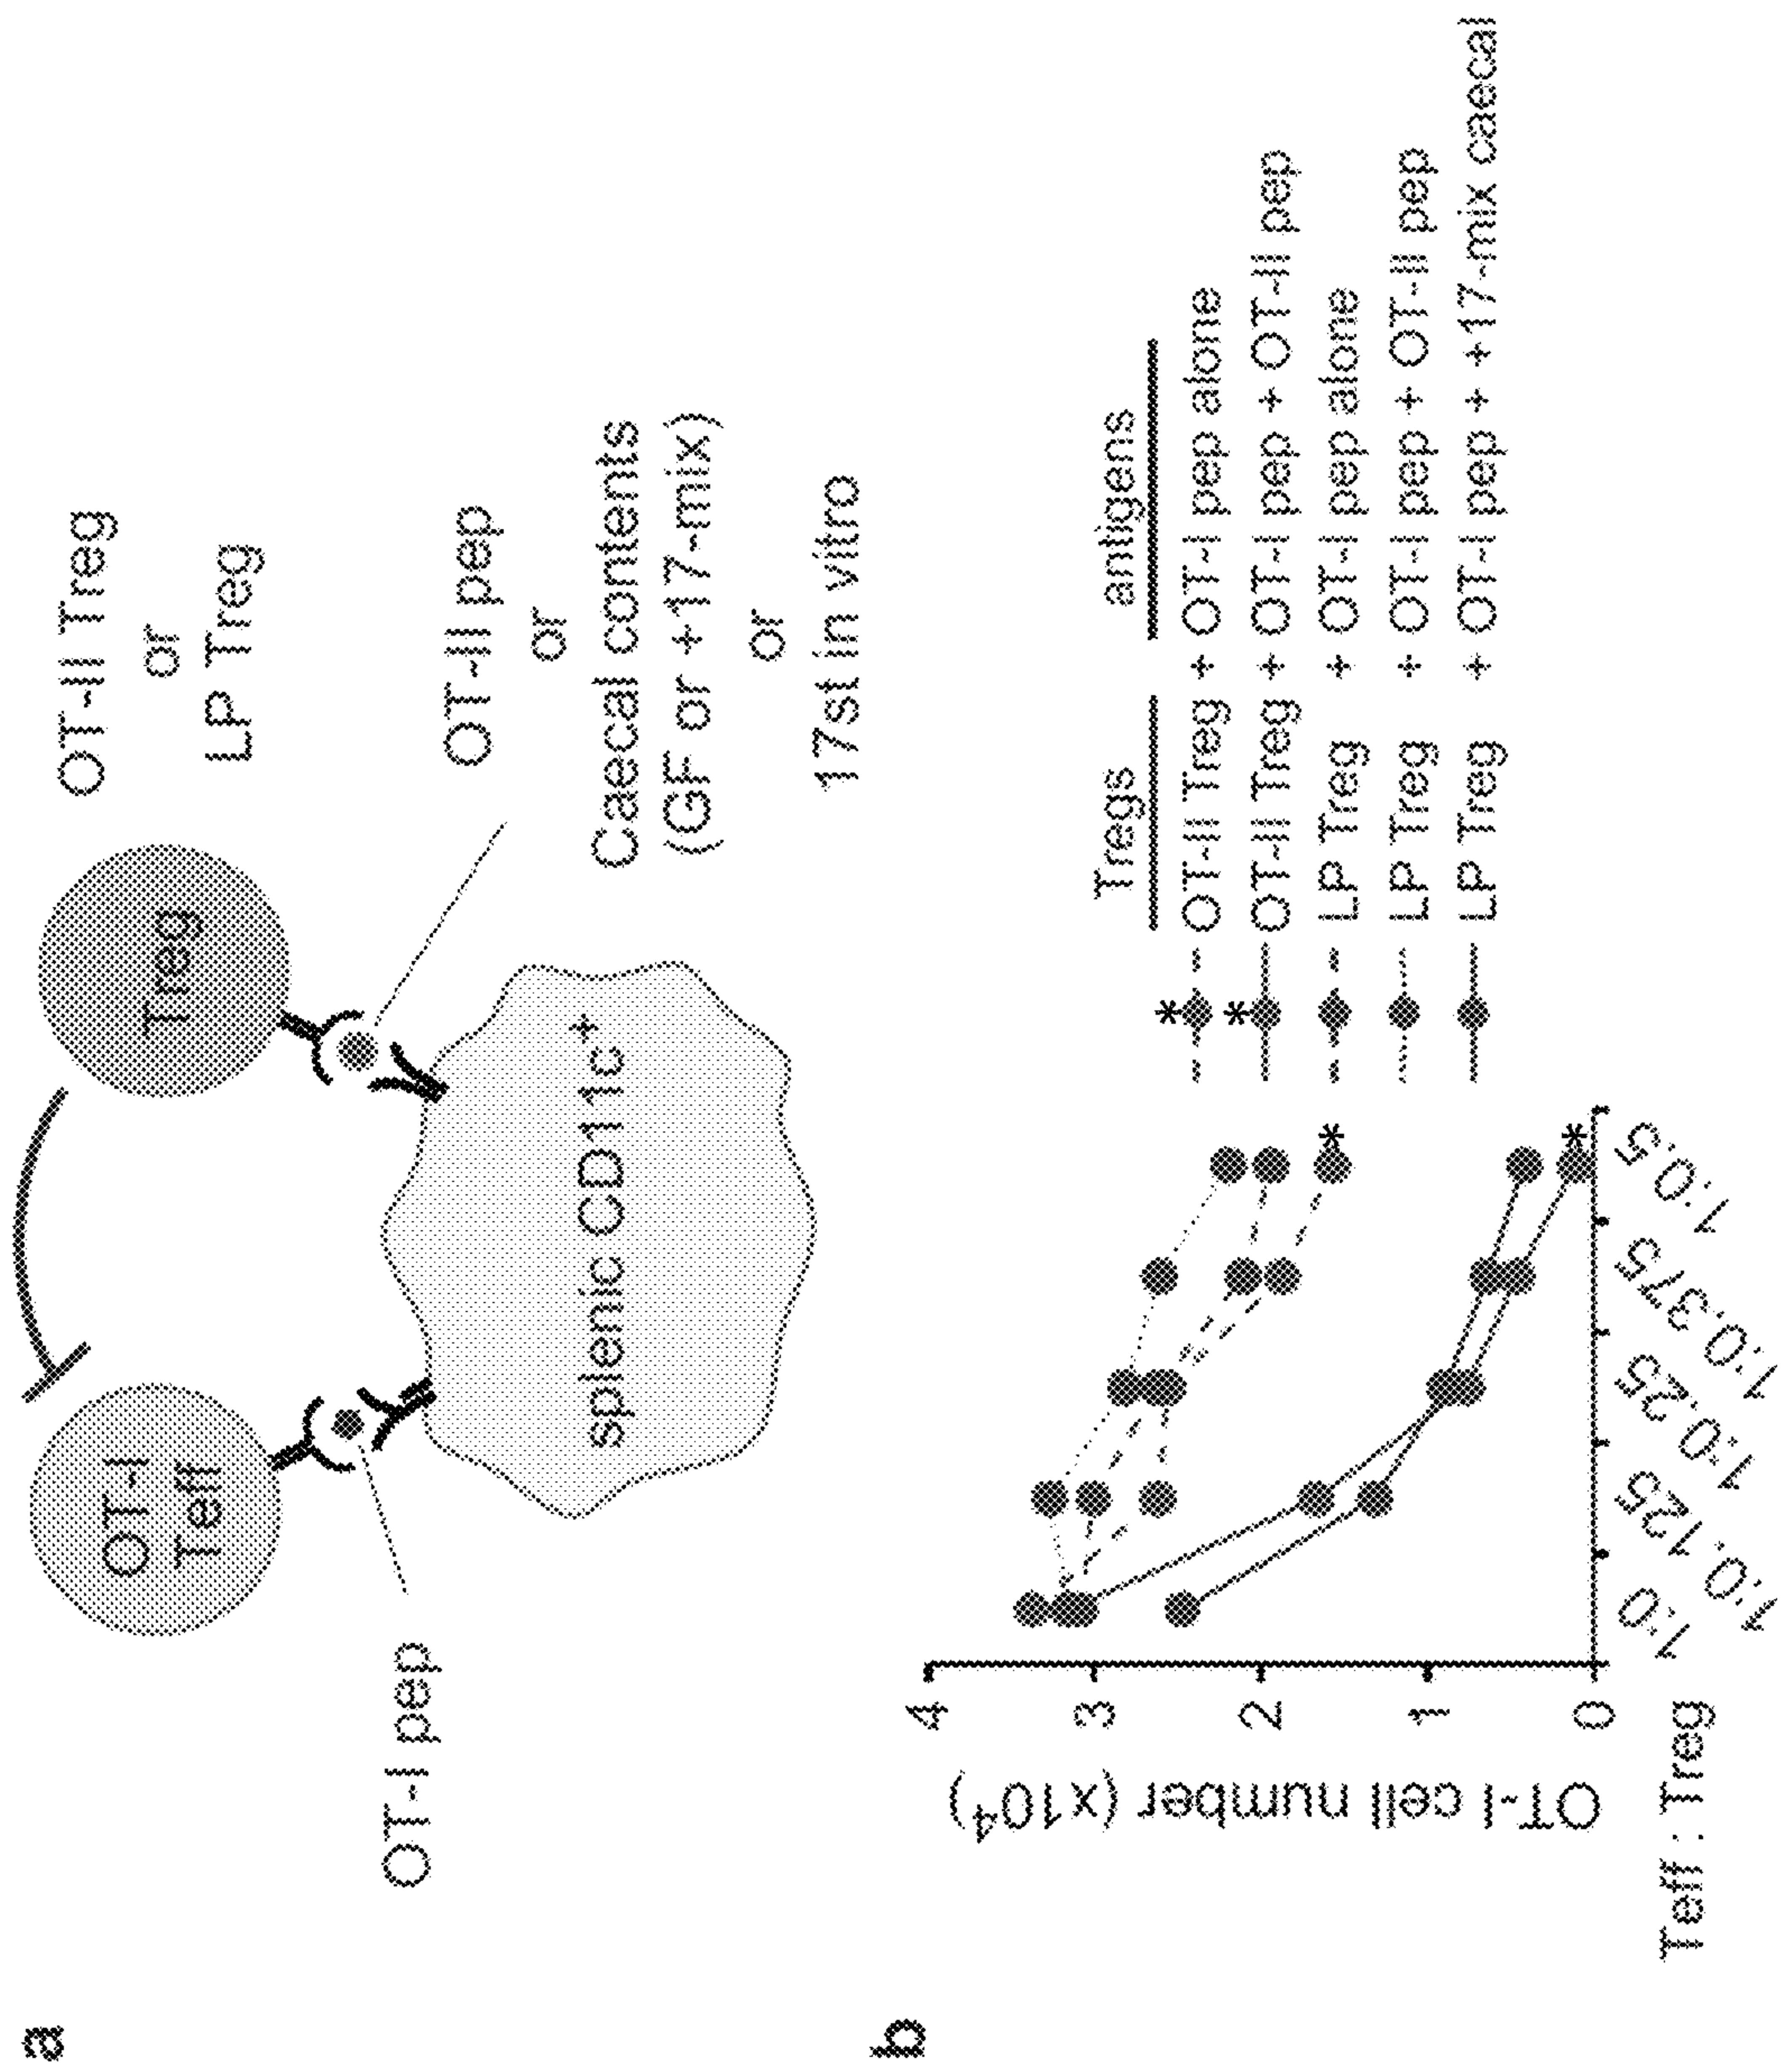 a
OT-I
Teff
Treg
OT-II Treg
or
LP Treg
OT-I pep
splenic CD11c+
OT-II pep
or
Caecal contents
(GF or +17-mix)
or
17st in vitro
b
OT-I cell number (x10⁴)
4
3
2
1
0
Teff : Treg
1:0
1:0.125
1:0.25
1:0.375
1:0.5
*
*
Tregs antigens
* OT-II Treg + OT-I pep alone
* OT-II Treg + OT-I pep + OT-II pep
LP Treg + OT-I pep alone
LP Treg + OT-I pep + OT-II pep
LP Treg + OT-I pep + +17-mix caecal